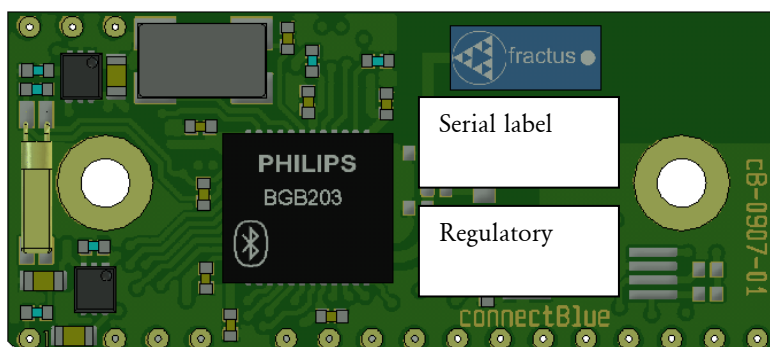 fractus
Serial label
PHILIPS
BGB203
Regulatory
cB-0907-01
connectBlue